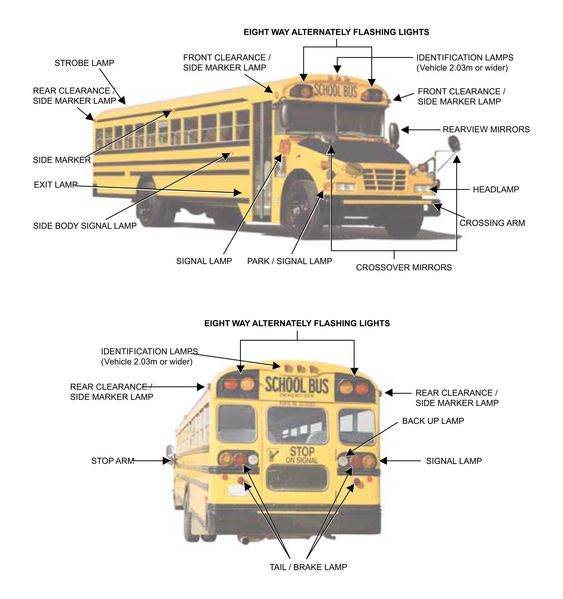 EIGHT WAY ALTERNATELY FLASHING LIGHTS
FRONT CLEARANCE /
SIDE MARKER LAMP
IDENTIFICATION LAMPS
(Vehicle 2.03m or wider)
STROBE LAMP
REAR CLEARANCE /
SIDE MARKER LAMP
SCHOOL BUS
FRONT CLEARANCE /
SIDE MARKER LAMP
REARVIEW MIRRORS
SIDE MARKER
EXIT LAMP
HEADLAMP
SIDE BODY SIGNAL LAMP
CROSSING ARM
SIGNAL LAMP
PARK / SIGNAL LAMP
CROSSOVER MIRRORS
EIGHT WAY ALTERNATELY FLASHING LIGHTS
IDENTIFICATION LAMPS
(Vehicle 2.03m or wider)
REAR CLEARANCE /
SIDE MARKER LAMP
SCHOOL BUS
EMERGENCY DOOR
REAR CLEARANCE /
SIDE MARKER LAMP
BACK UP LAMP
STOP ARM
STOP
ON SIGNAL
SIGNAL LAMP
TAIL / BRAKE LAMP